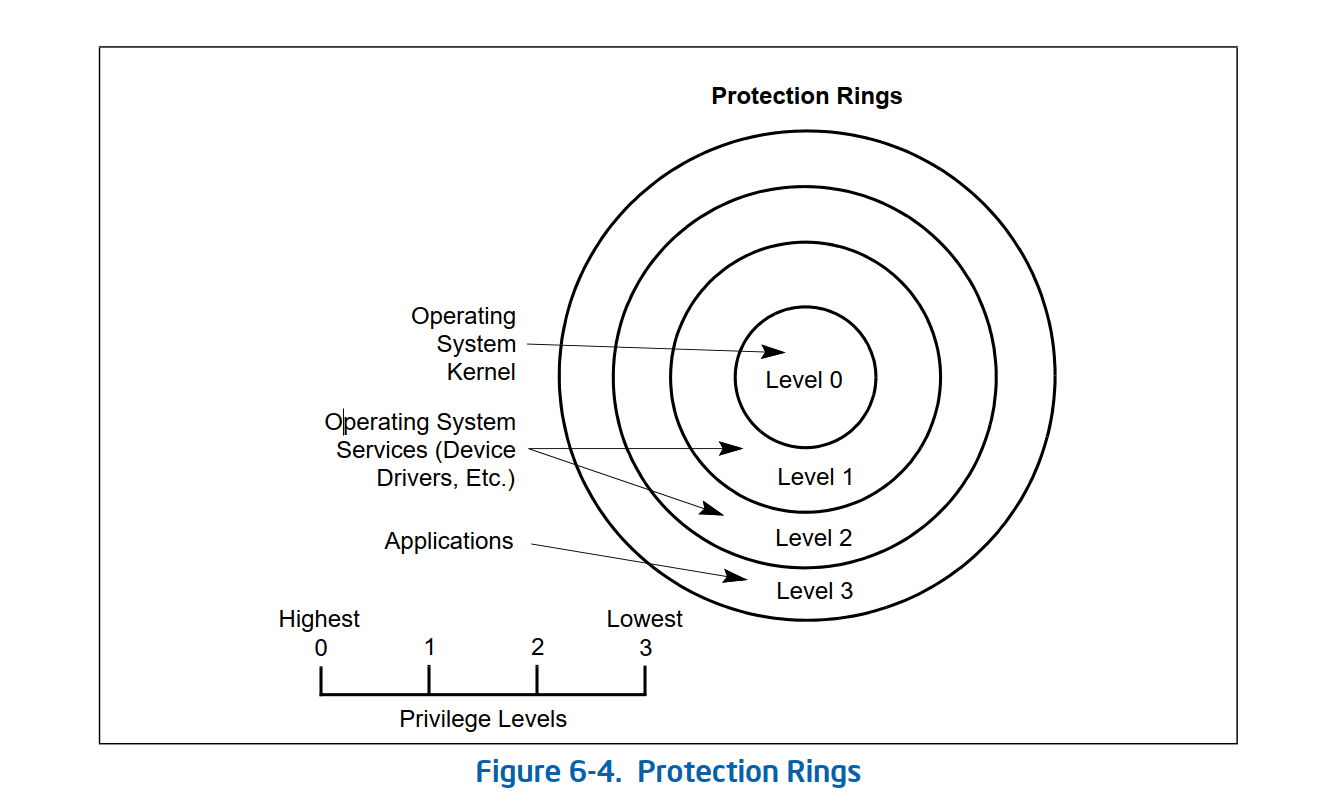 Protection Rings
Operating
System
Kernel
Level 0
Operating System
Services (Device
Drivers, Etc.)
Level 1
Level 2
Applications
Level 3
Highest
Lowest
0
1
2
3
Privilege Levels
Figure 6-4. Protection Rings